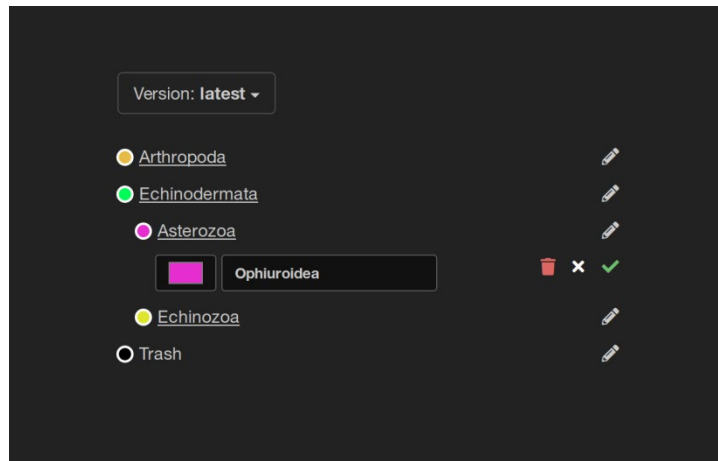 Version: latest
Arthropoda
Echinodermata
Asterozoa
Ophiuroidea
Echinozoa
Trash